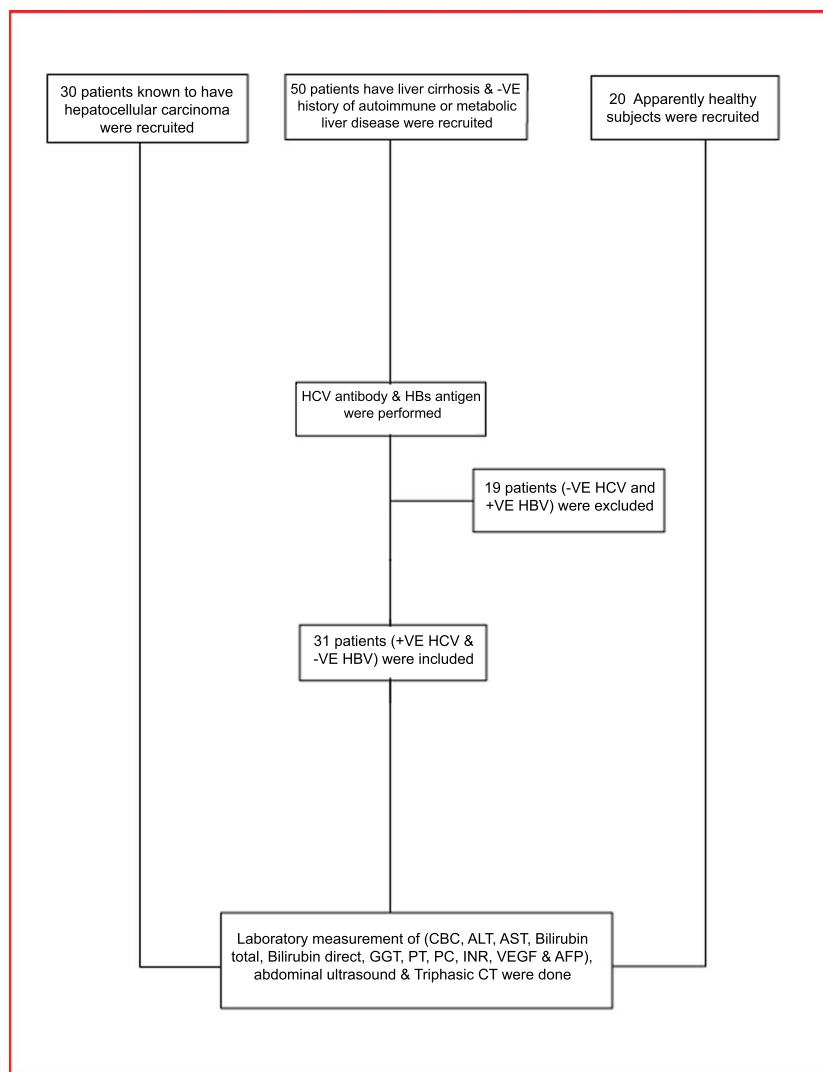 30 patients known to have
hepatocellular carcinoma
were recruited
50 patients have liver cirrhosis & -VE
history of autoimmune or metabolic
liver disease were recruited
20 Apparently healthy
subjects were recruited
HCV antibody & HBs antigen
were performed
19 patients (-VE HCV and
+VE HBV) were excluded
31 patients (+VE HCV &
-VE HBV) were included
Laboratory measurement of (CBC, ALT, AST, Bilirubin
total, Bilirubin direct, GGT, PT, PC, INR, VEGF & AFP),
abdominal ultrasound & Triphasic CT were done